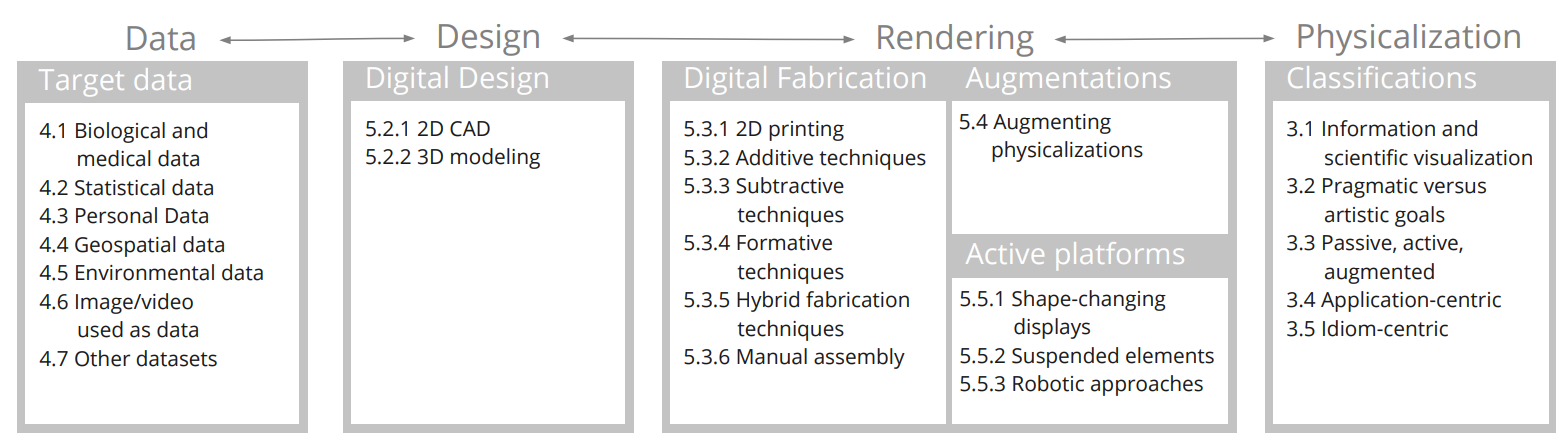 Data
Design
Rendering
Physicalization
Target data
4.1 Biological and
medical data
4.2 Statistical data
4.3 Personal Data
4.4 Geospatial data
4.5 Environmental data
4.6 Image/video
used as data
4.7 Other datasets
Digital Design
5.2.1 2D CAD
5.2.2 3D modeling
Digital Fabrication
5.3.1 2D printing
5.3.2 Additive techniques
5.3.3 Subtractive
techniques
5.3.4 Formative
techniques
5.3.5 Hybrid fabrication
techniques
5.3.6 Manual assembly
Augmentations
5.4 Augmenting
physicalizations
Active platforms
5.5.1 Shape-changing
displays
5.5.2 Suspended elements
5.5.3 Robotic approaches
Classifications
3.1 Information and
scientific visualization
3.2 Pragmatic versus
artistic goals
3.3 Passive, active,
augmented
3.4 Application-centric
3.5 Idiom-centric